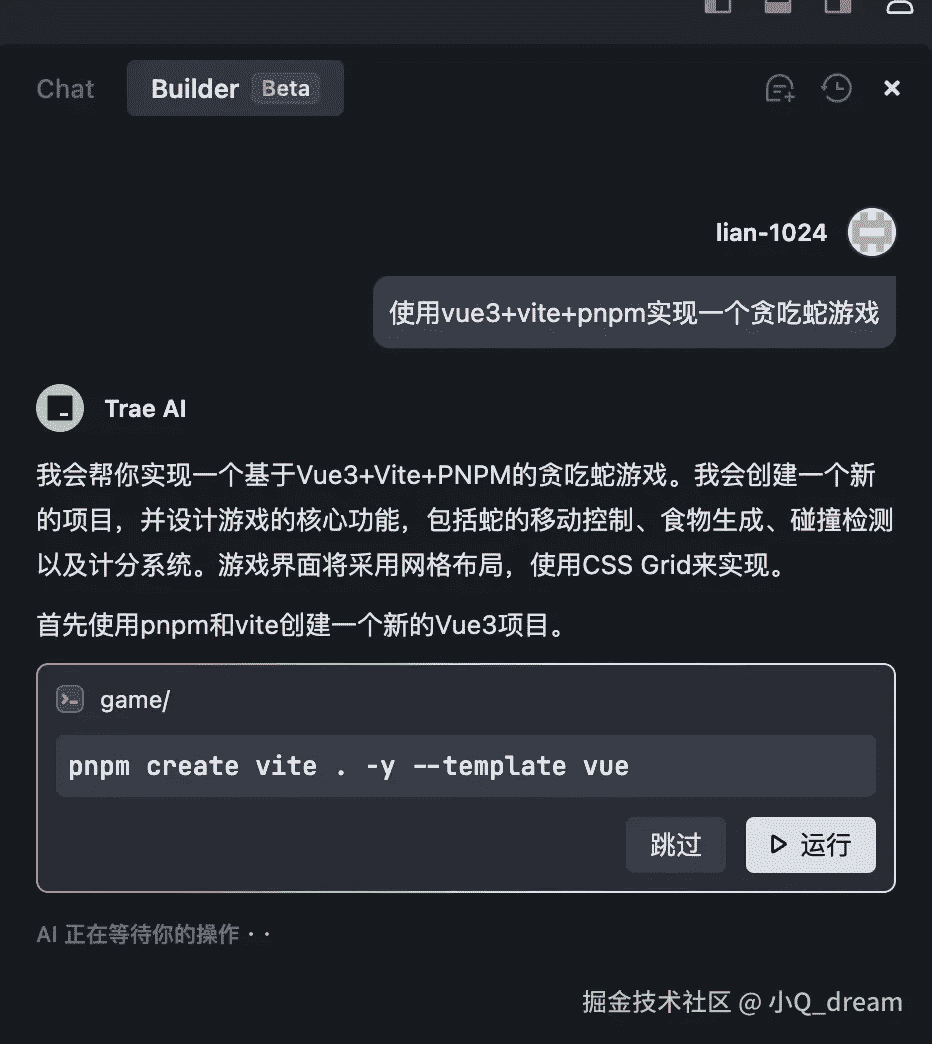 Chat
Builder Beta
lian-1024
使用vue3+vite+pnpm实现一个贪吃蛇游戏
Trae AI
我会帮你实现一个基于Vue3+Vite+PNPM的贪吃蛇游戏。我会创建一个新
的项目，并设计游戏的核心功能，包括蛇的移动控制、食物生成、碰撞检测
以及计分系统。游戏界面将采用网格布局，使用CSS Grid来实现。
首先使用pnpm和vite创建一个新的Vue3项目。
game/
pnpm create vite . -y --template vue
跳过
运行
AI 正在等待你的操作 · ·
掘金技术社区 @ 小Q_dream